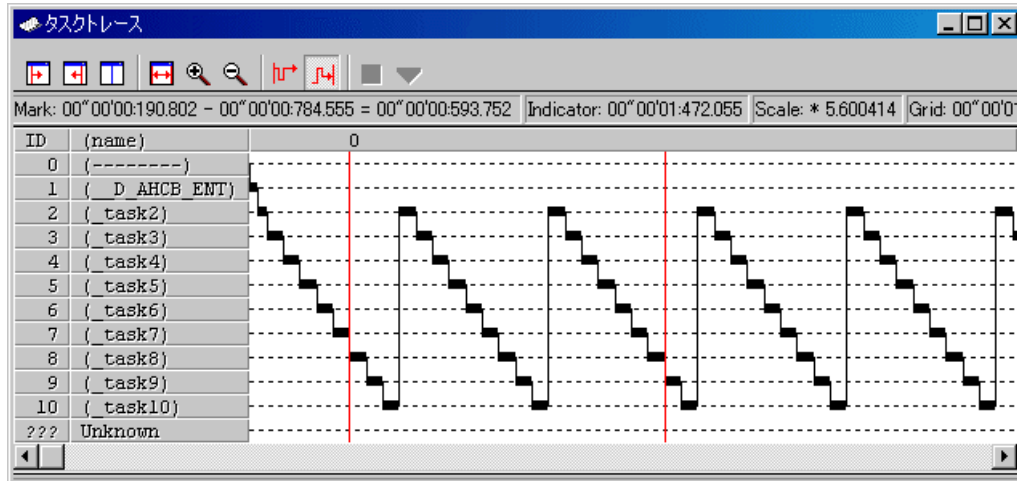 タスクトレース
Mark: 00"00'00:190.802 - 00"00'00:784.555 = 00"00'00:593.752 Indicator: 00"00'01:472.055 Scale: * 5.600414 Grid: 00"00'0
ID (name) 0
0 (--------)
1 (__D_AHCB_ENT)
2 (_task2)
3 (_task3)
4 (_task4)
5 (_task5)
6 (_task6)
7 (_task7)
8 (_task8)
9 (_task9)
10 (_task10)
??? Unknown